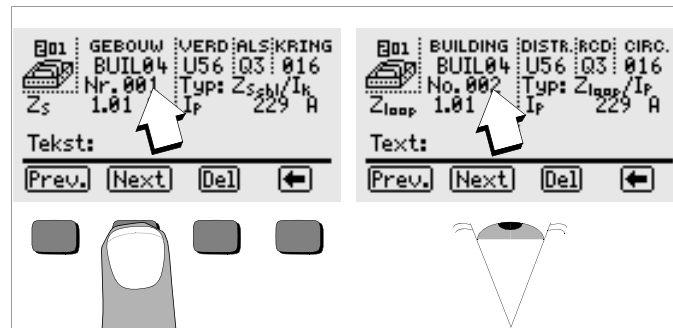 01 GEBOUW VERD ALS KRING
BUIL04 U56 Q3 016
Nr. 001 Typ: ZSschl/Ik
Zs 1.01 IP 229 A
Tekst:
Prev. Next Del
01 BUILDING DISTR. RCD CIRC.
BUIL04 U56 Q3 016
No. 002 Typ: Zloop/IP
Zloop 1.01 IP 229 A
Text:
Prev. Next Del